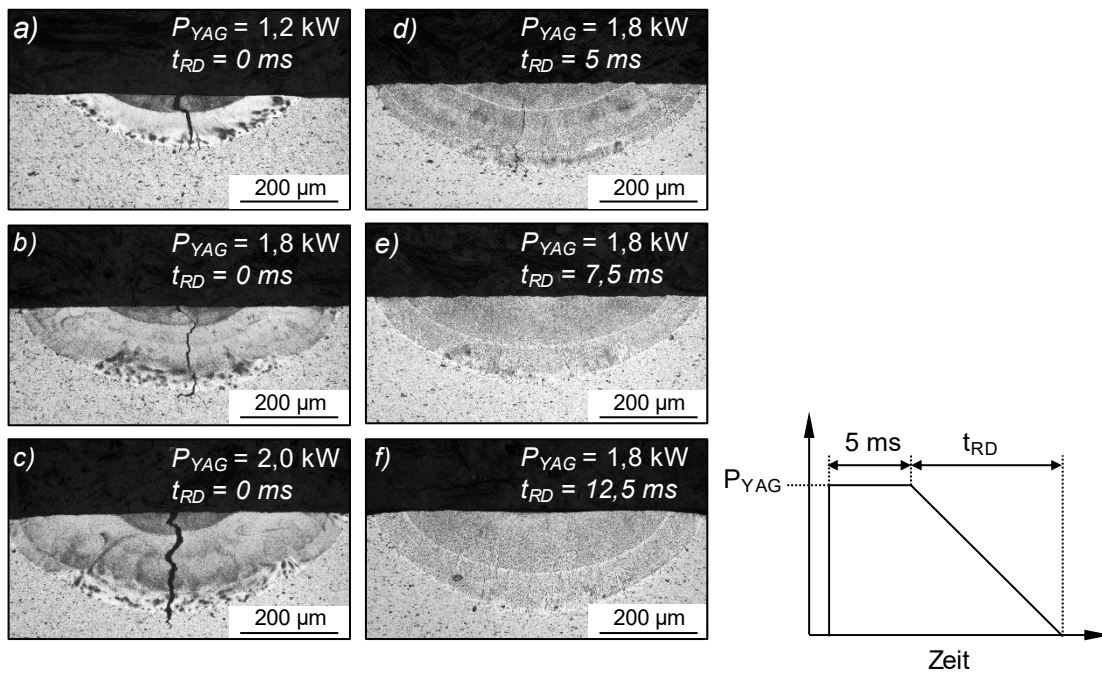 a)
P_YAG = 1,2 kW
t_RD = 0 ms
200 µm
b)
P_YAG = 1,8 kW
t_RD = 0 ms
200 µm
c)
P_YAG = 2,0 kW
t_RD = 0 ms
200 µm
d)
P_YAG = 1,8 kW
t_RD = 5 ms
200 µm
e)
P_YAG = 1,8 kW
t_RD = 7,5 ms
200 µm
f)
P_YAG = 1,8 kW
t_RD = 12,5 ms
200 µm
5 ms
t_RD
P_YAG
Zeit